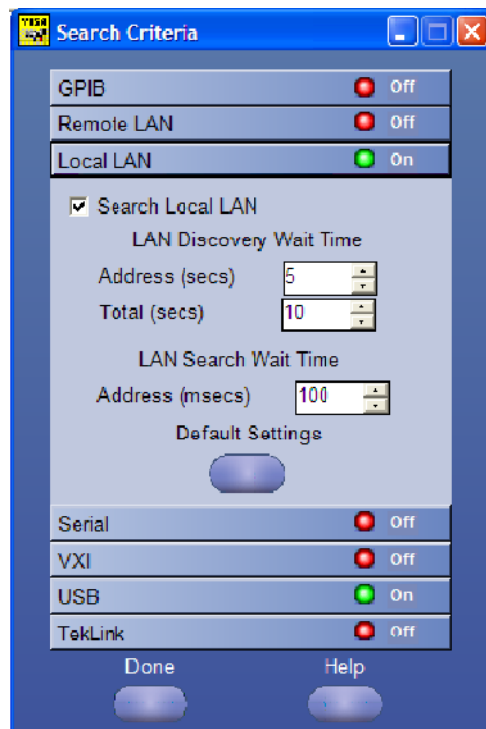 Search Criteria
GPIB Off
Remote LAN Off
Local LAN On
Search Local LAN
LAN Discovery Wait Time
Address (secs) 5
Total (secs) 10
LAN Search Wait Time
Address (msecs) 100
Default Settings
Serial Off
VXI Off
USB On
TekLink Off
Done Help